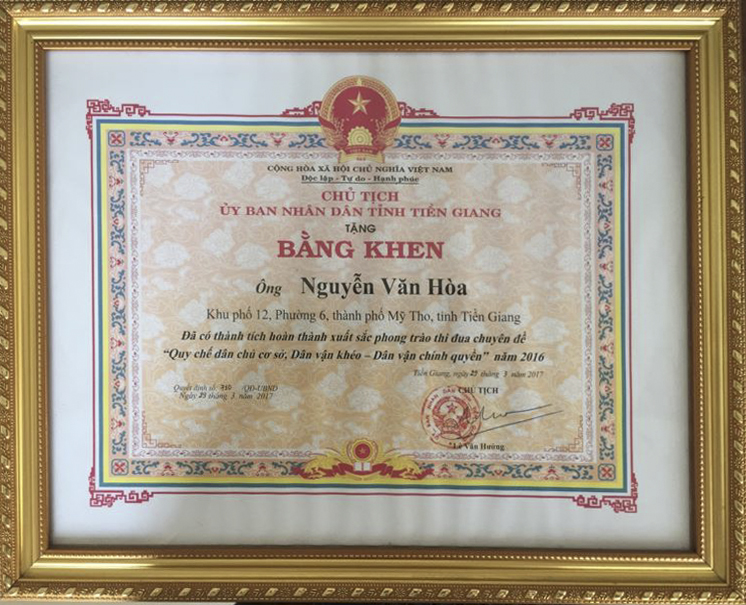 CỘNG HÒA XÃ HỘI CHỦ NGHĨA VIỆT NAM
Độc lập - Tự do - Hạnh phúc
CHỦ TỊCH
ỦY BAN NHÂN DÂN TỈNH TIỀN GIANG
TẶNG
BẰNG KHEN
Ông Nguyễn Văn Hòa
Khu phố 12, Phường 6, thành phố Mỹ Tho, tỉnh Tiền Giang
Đã có thành tích hoàn thành xuất sắc phong trào thi đua chuyên đề
“Quy chế dân chủ cơ sở, Dân vận khéo – Dân vận chính quyền” năm 2016
Tiền Giang, ngày tháng 3 năm 2017
Quyết định số: /QĐ-UBND
Ngày tháng 3 năm 2017
CHỦ TỊCH
Lê Văn Hưởng